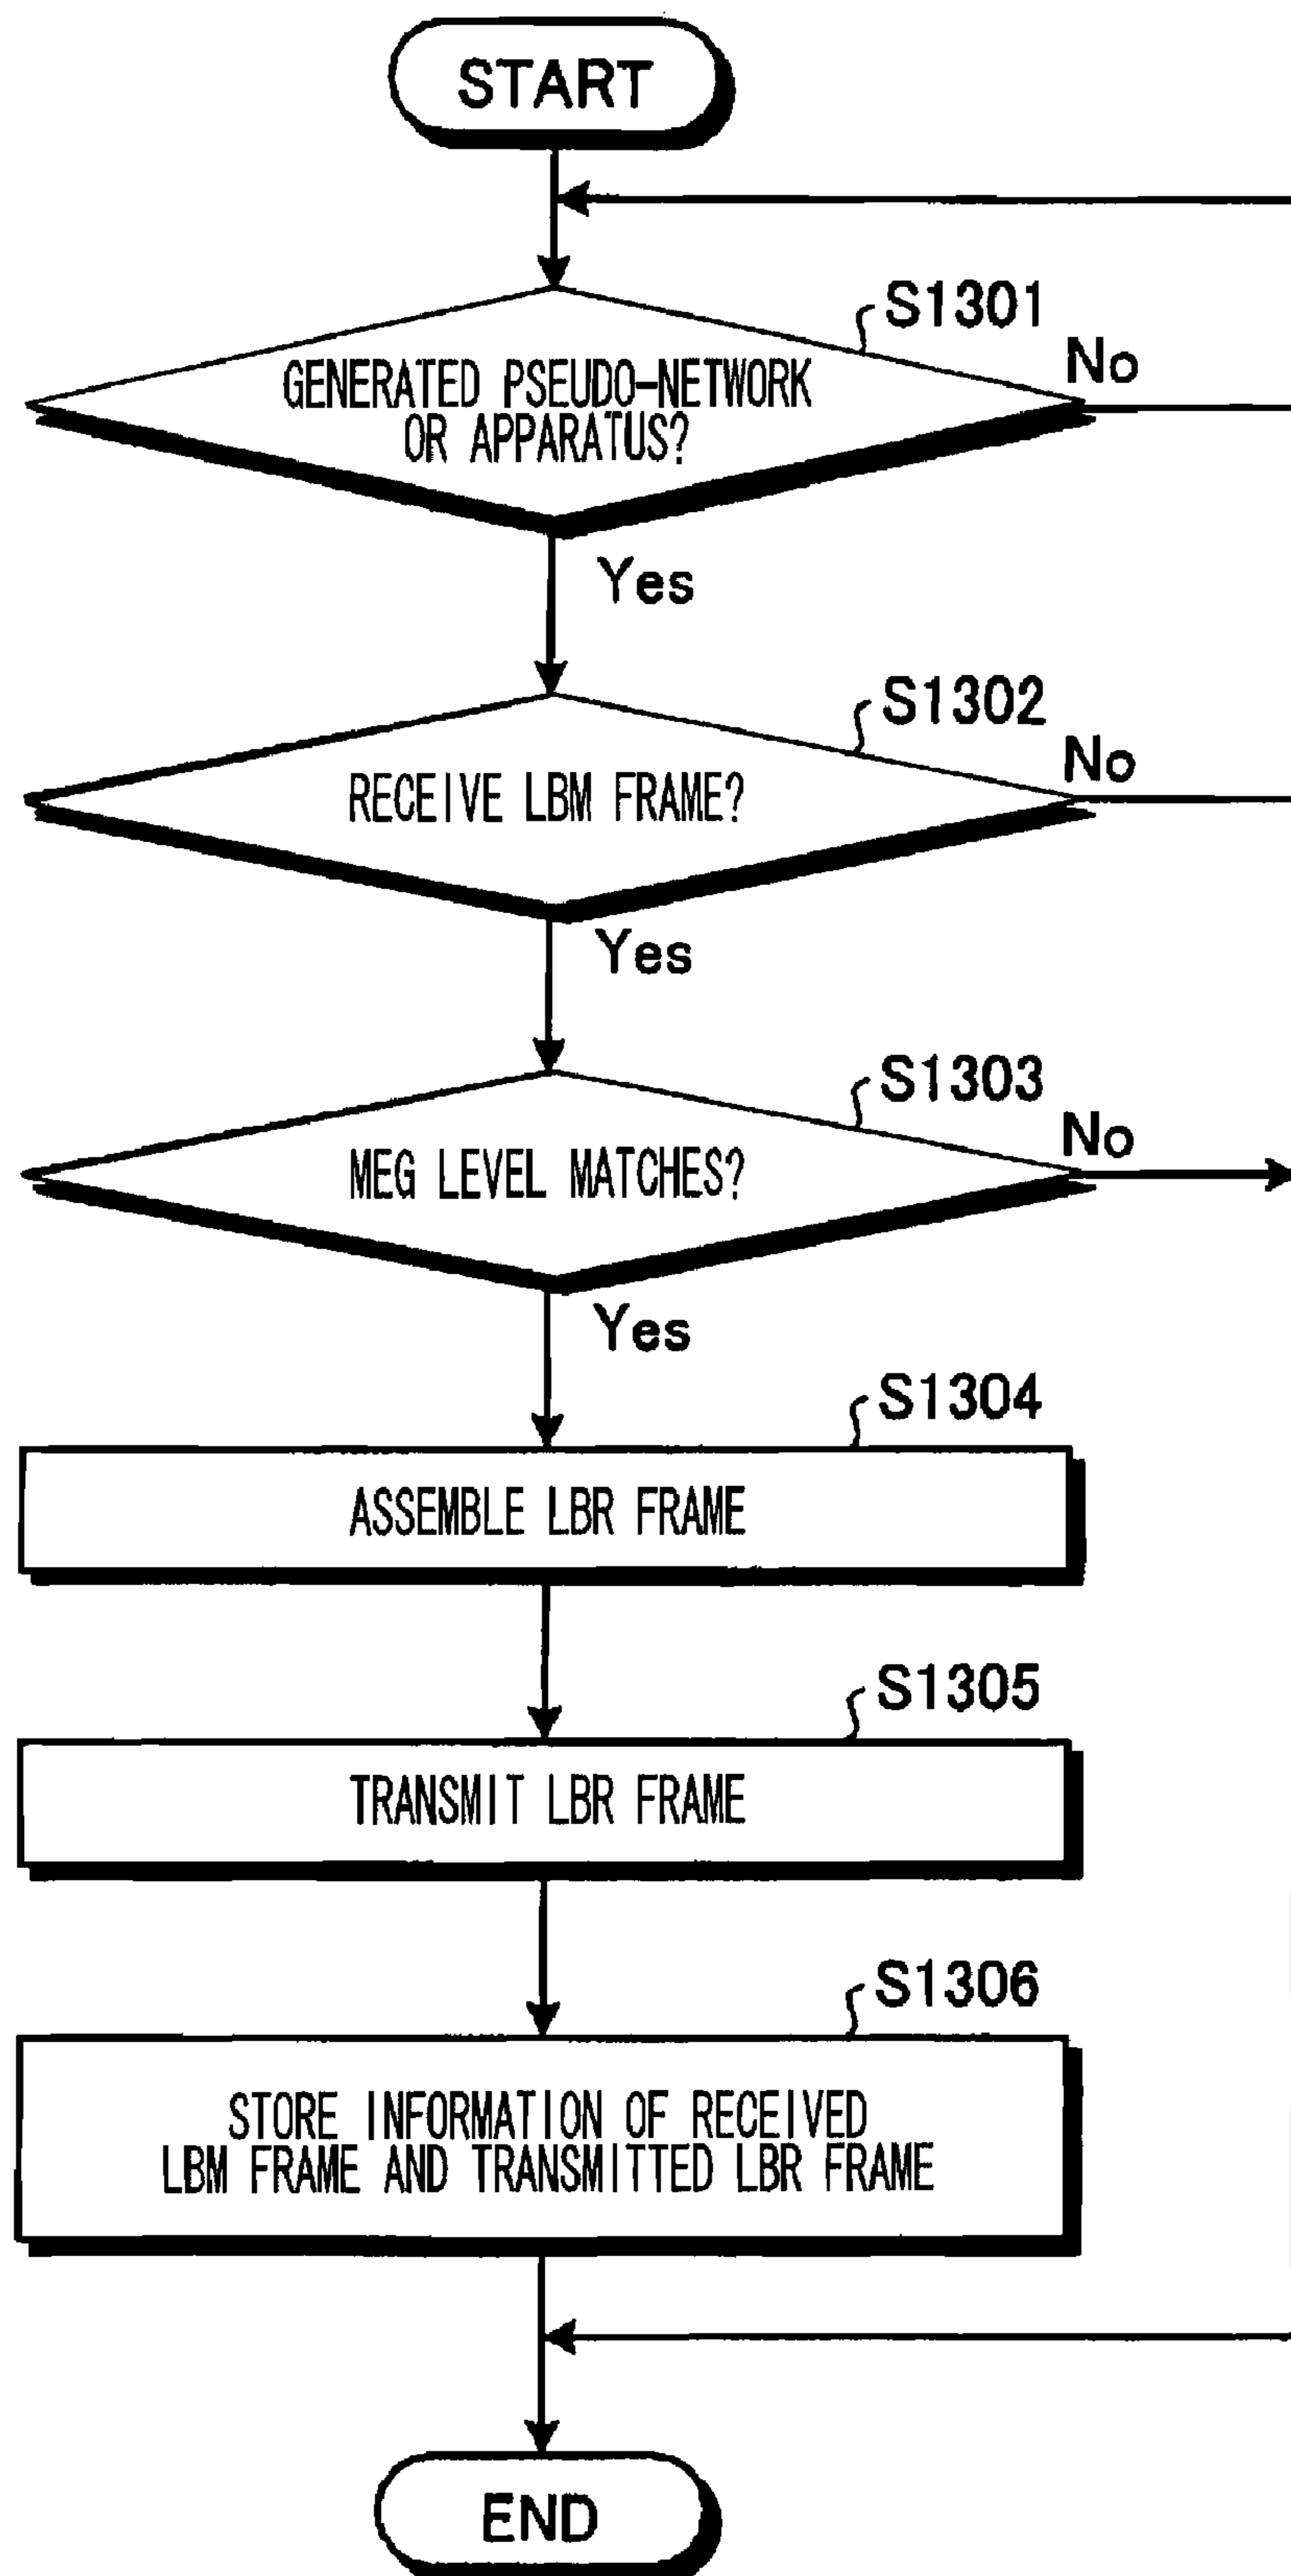 START
S1301
GENERATED PSEUDO-NETWORK
OR APPARATUS?
No
Yes
S1302
RECEIVE LBM FRAME?
No
Yes
S1303
MEG LEVEL MATCHES?
No
Yes
S1304
ASSEMBLE LBR FRAME
S1305
TRANSMIT LBR FRAME
S1306
STORE INFORMATION OF RECEIVED
LBM FRAME AND TRANSMITTED LBR FRAME
END